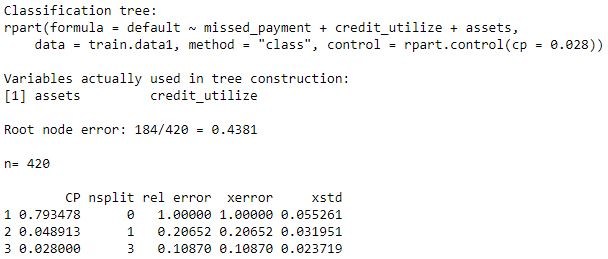 Classification tree:
rpart(formula = default ~ missed_payment + credit_utilize + assets,
    data = train.data1, method = "class", control = rpart.control(cp = 0.028))

Variables actually used in tree construction:
[1] assets         credit_utilize

Root node error: 184/420 = 0.4381

n= 420

        CP nsplit rel error  xerror     xstd
1 0.793478      0   1.00000 1.00000 0.055261
2 0.048913      1   0.20652 0.20652 0.031951
3 0.028000      3   0.10870 0.10870 0.023719